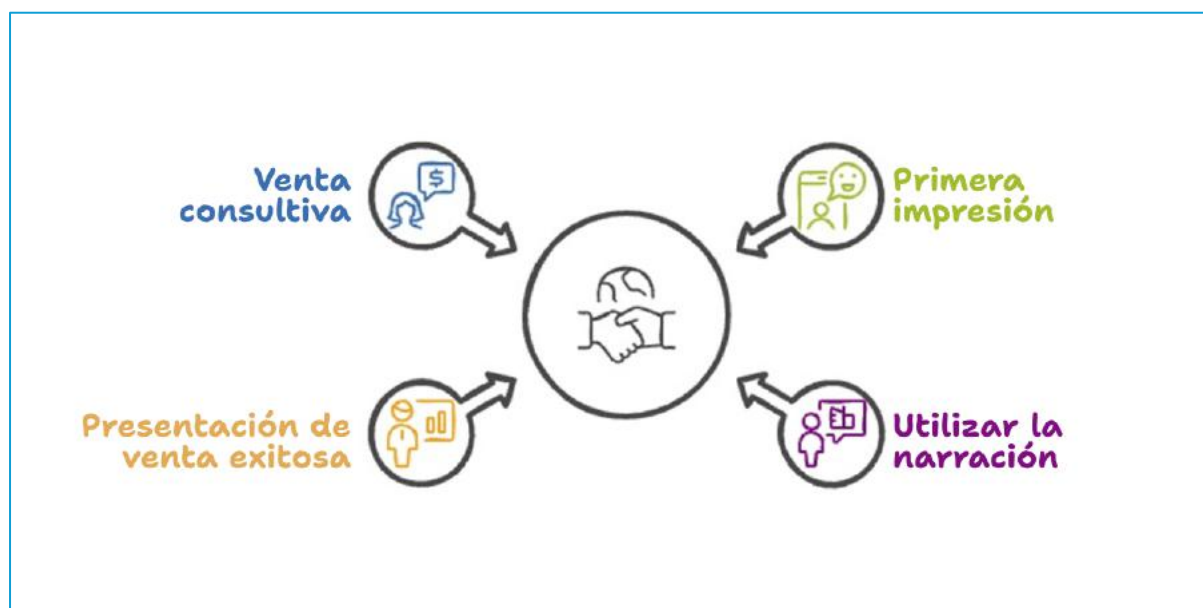 Venta
consultiva
Primera
impresión
Presentación de
venta exitosa
Utilizar la
narración
$